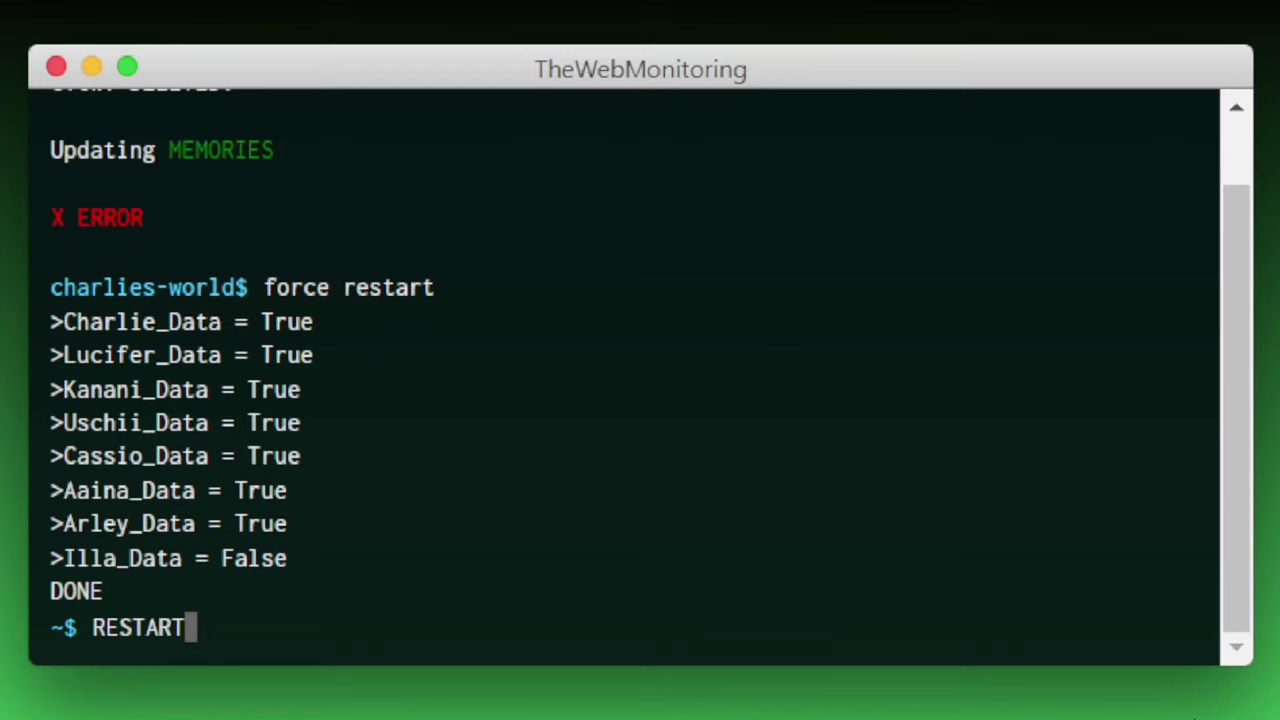 TheWebMonitoring
Updating MEMORIES
X ERROR
charlies-world$ force restart
>Charlie_Data = True
>Lucifer_Data = True
>Kanani_Data = True
>Uschii_Data = True
>Cassio_Data = True
>Aaina_Data = True
>Arley_Data = True
>Illa_Data = False
DONE
~$ RESTART